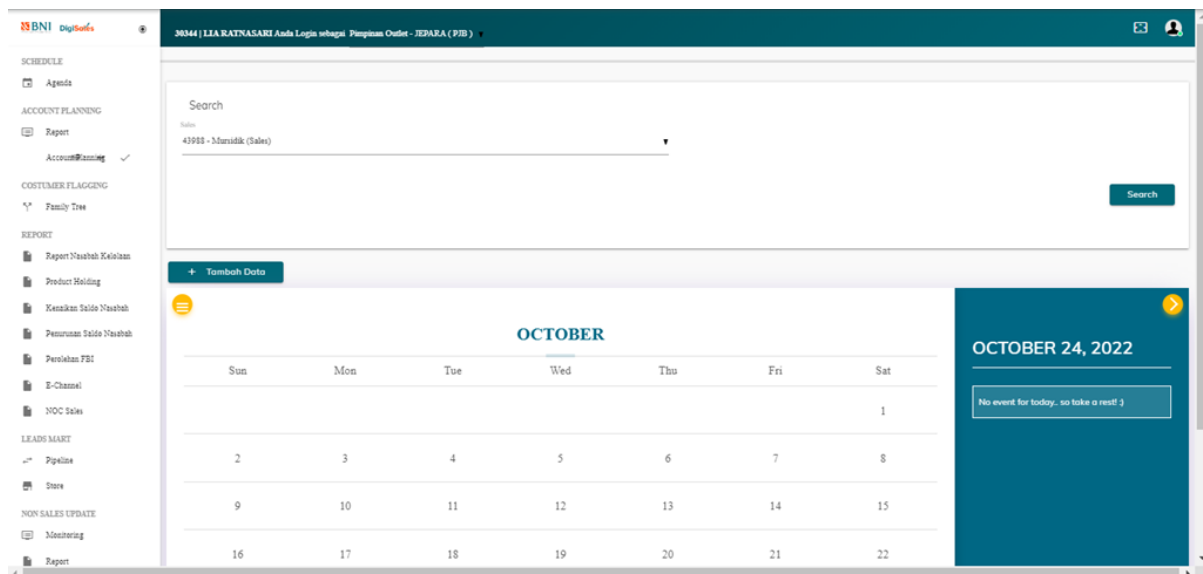 BNI DigiSales
30344 | LIA RATNASARI Anda Login sebagai Pimpinan Outlet - JEPARA ( PJB )
SCHEDULE
Agenda
ACCOUNT PLANNING
Report
Account Planning
COSTUMER FLAGGING
Family Tree
REPORT
Report Nasabah Kelolaan
Product Holding
Kenaikan Saldo Nasabah
Penurunan Saldo Nasabah
Perolehan FBI
E-Channel
NOC Sales
LEADS MART
Pipeline
Store
NON SALES UPDATE
Monitoring
Report
Search
Sales
43988 - Mursidik (Sales)
Search
+ Tambah Data
OCTOBER
Sun Mon Tue Wed Thu Fri Sat
1
2 3 4 5 6 7 8
9 10 11 12 13 14 15
16 17 18 19 20 21 22
OCTOBER 24, 2022
No event for today.. so take a rest! :)